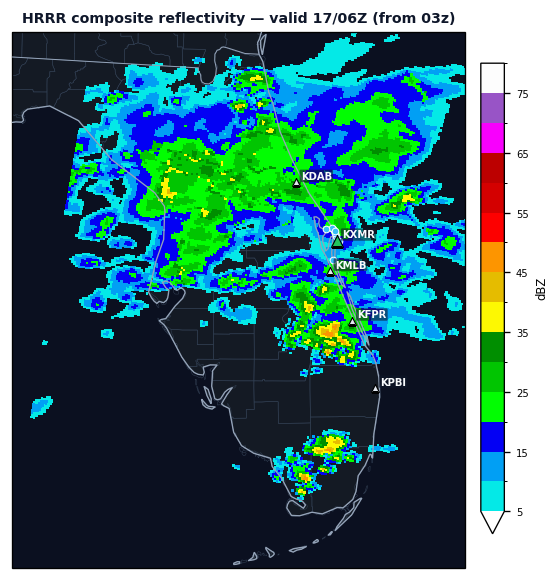 HRRR composite reflectivity — valid 17/06Z (from 03z)
75
65
KDAB
55
KXMR
KMLB
45
dBZ
KFPR
35
KPBI
25
15
5